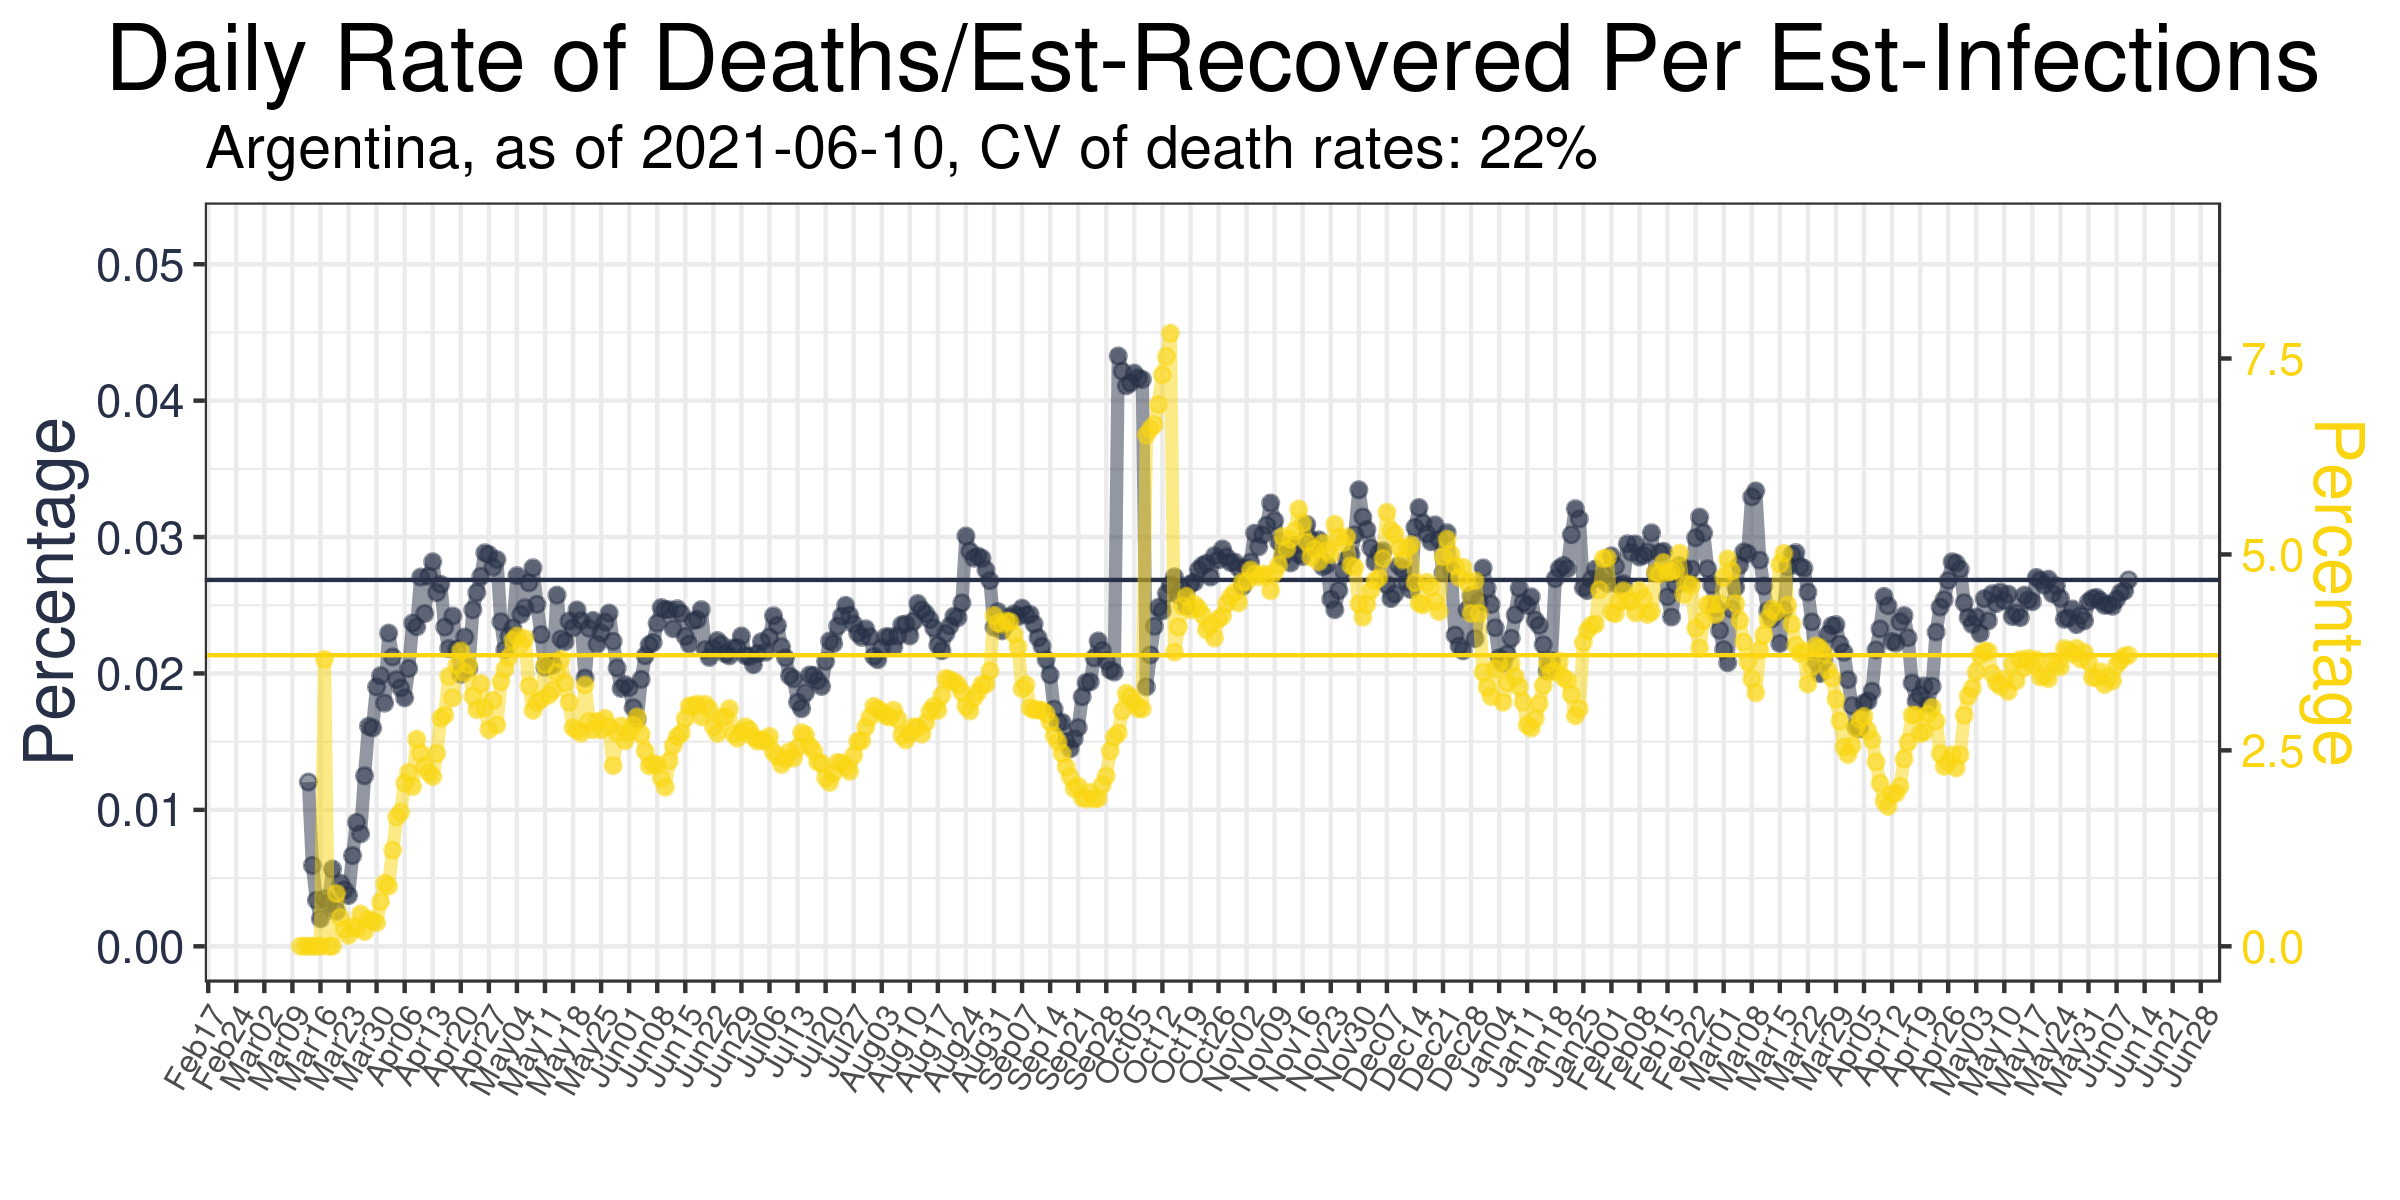 Daily Rate of Deaths/Est-Recovered Per Est-Infections
Argentina, as of 2021-06-10, CV of death rates: 22%
Percentage
0.05
0.04
0.03
0.02
0.01
0.00
7.5
5.0
2.5
0.0
Percentage
Feb17
Feb24
Mar02
Mar09
Mar16
Mar23
Mar30
Apr06
Apr13
Apr20
Apr27
May04
May11
May18
May25
Jun01
Jun08
Jun15
Jun22
Jun29
Jul06
Jul13
Jul20
Jul27
Aug03
Aug10
Aug17
Aug24
Aug31
Sep07
Sep14
Sep21
Sep28
Oct05
Oct12
Oct19
Oct26
Nov02
Nov09
Nov16
Nov23
Nov30
Dec07
Dec14
Dec21
Dec28
Jan04
Jan11
Jan18
Jan25
Feb01
Feb08
Feb15
Feb22
Mar01
Mar08
Mar15
Mar22
Mar29
Apr05
Apr12
Apr19
Apr26
May03
May10
May17
May24
May31
Jun07
Jun14
Jun21
Jun28